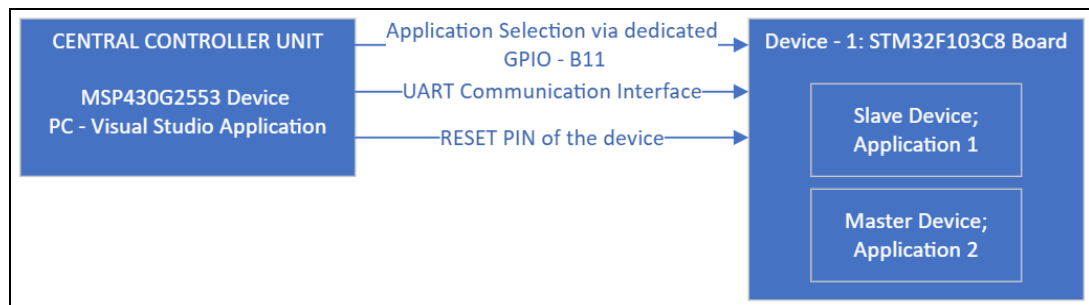 CENTRAL CONTROLLER UNIT
MSP430G2553 Device
PC - Visual Studio Application
Application Selection via dedicated
GPIO - B11
UART Communication Interface
RESET PIN of the device
Device - 1: STM32F103C8 Board
Slave Device;
Application 1
Master Device;
Application 2